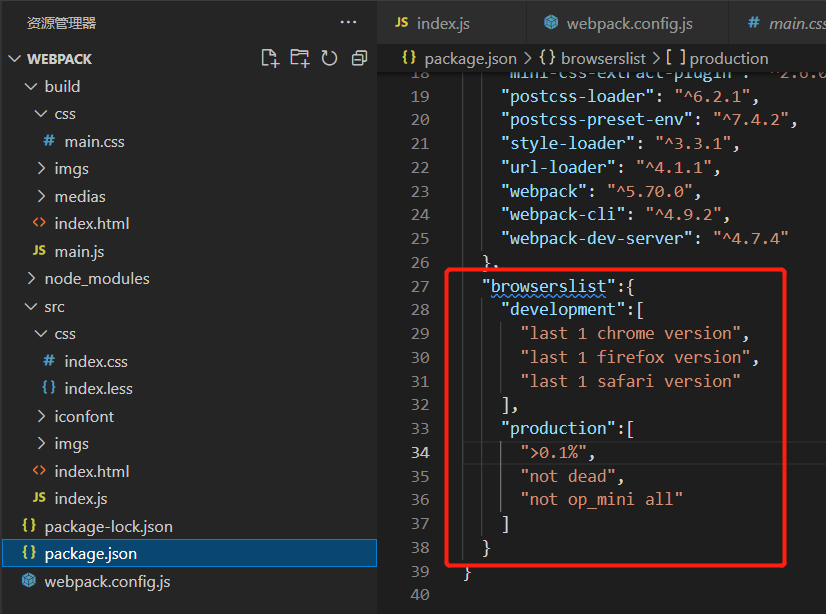 资源管理器
WEBPACK
build
css
# main.css
imgs
medias
<> index.html
JS main.js
node_modules
src
css
# index.css
{} index.less
iconfont
imgs
<> index.html
JS index.js
{} package-lock.json
{} package.json
webpack.config.js
JS index.js
webpack.config.js
# main.css
{} package.json > {} browserslist > [ ] production
18 "mini-css-extract-plugin": "^2.6.0
19 "postcss-loader": "^6.2.1",
20 "postcss-preset-env": "^7.4.2",
21 "style-loader": "^3.3.1",
22 "url-loader": "^4.1.1",
23 "webpack": "^5.70.0",
24 "webpack-cli": "^4.9.2",
25 "webpack-dev-server": "^4.7.4"
26 },
27 "browserslist":{
28 "development":[
29 "last 1 chrome version",
30 "last 1 firefox version",
31 "last 1 safari version"
32 ],
33 "production":[
34 ">0.1%",
35 "not dead",
36 "not op_mini all"
37 ]
38 }
39 }
40